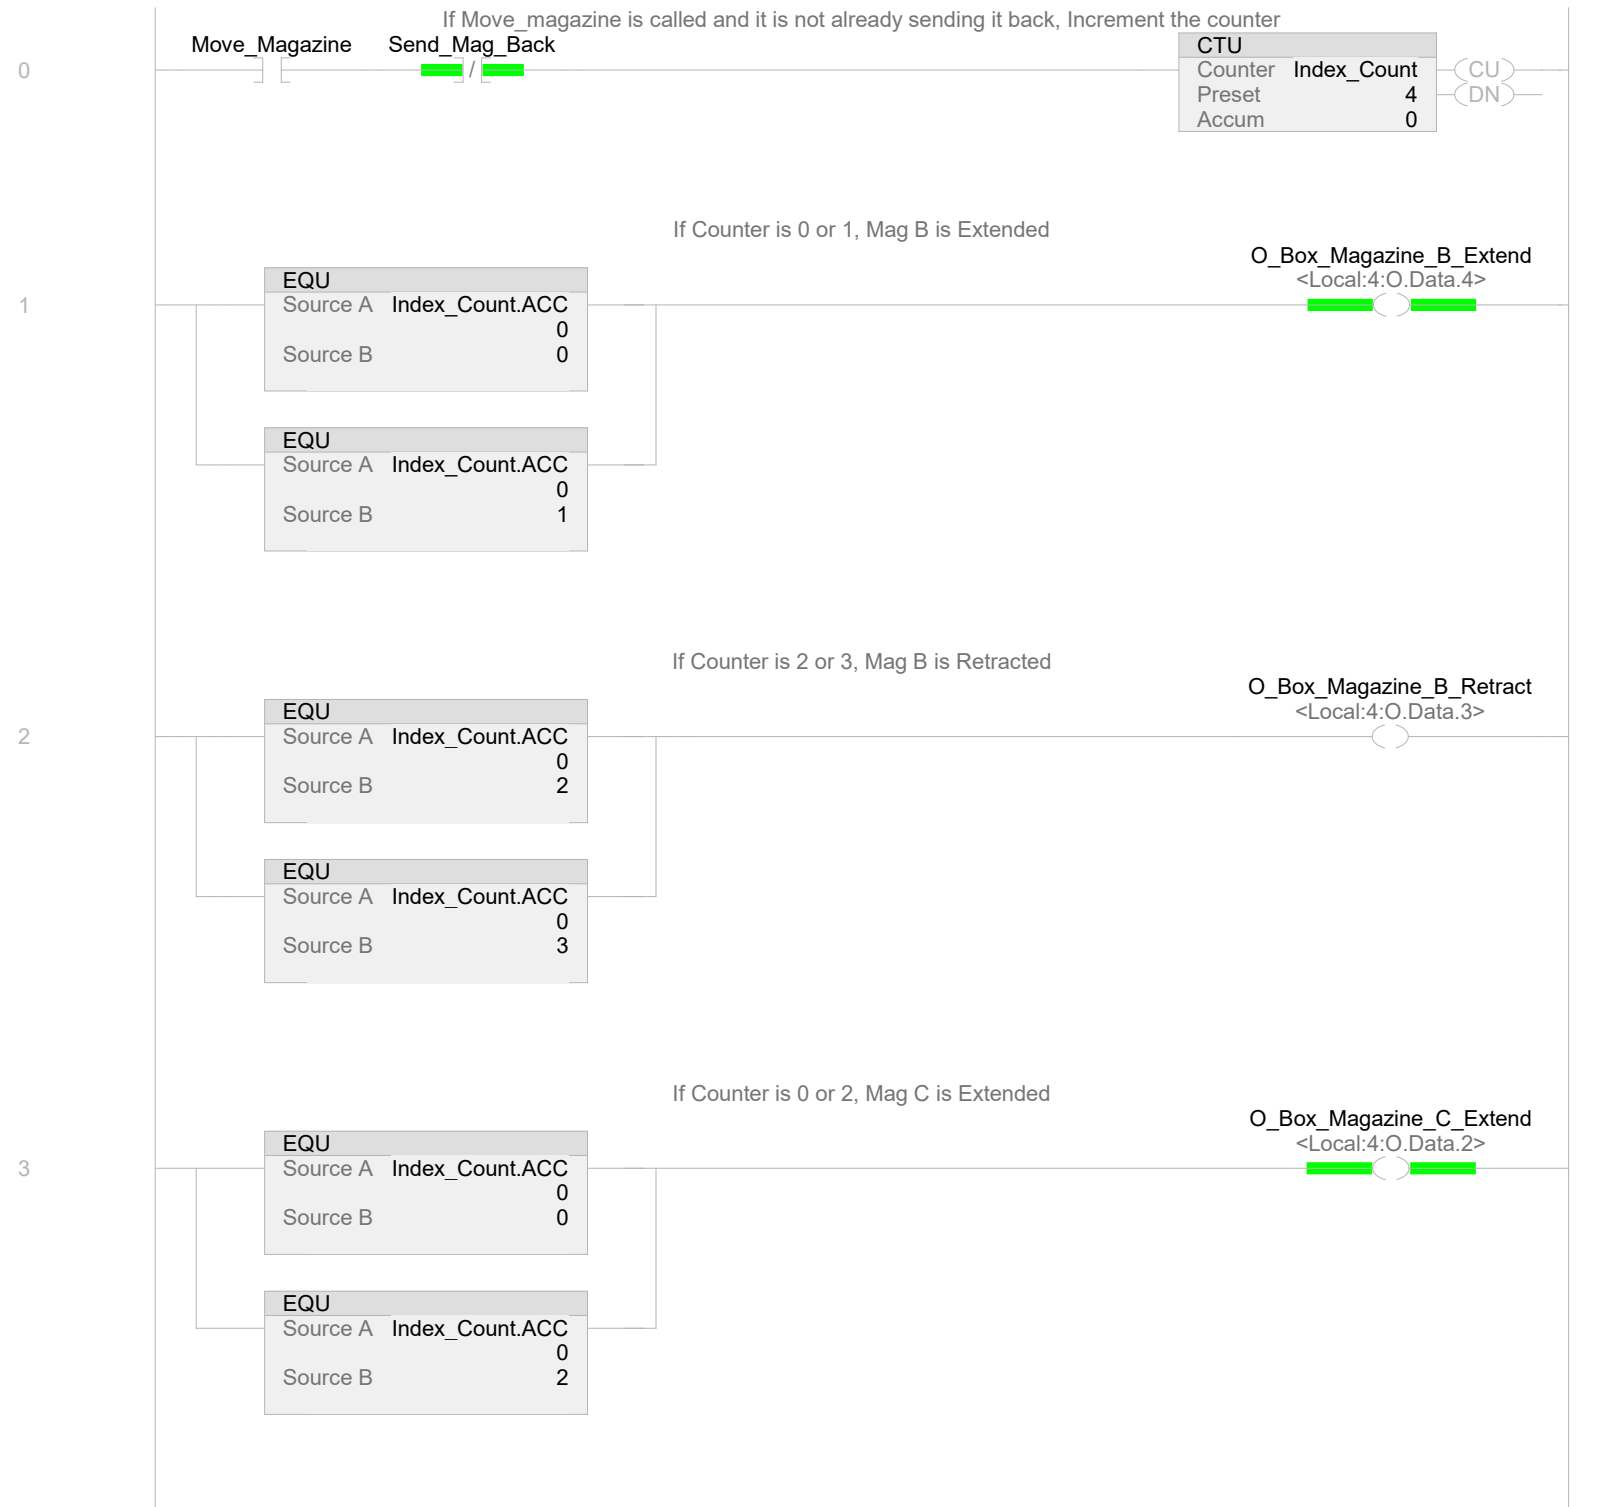 If Move_magazine is called and it is not already sending it back, Increment the counter
Move_Magazine Send_Mag_Back
0
/
CTU
Counter Index_Count
Preset 4
Accum 0
CU
DN
If Counter is 0 or 1, Mag B is Extended
O_Box_Magazine_B_Extend
<Local:4:O.Data.4>
1
EQU
Source A Index_Count.ACC
0
Source B 0
EQU
Source A Index_Count.ACC
0
Source B 1
If Counter is 2 or 3, Mag B is Retracted
O_Box_Magazine_B_Retract
<Local:4:O.Data.3>
2
EQU
Source A Index_Count.ACC
0
Source B 2
EQU
Source A Index_Count.ACC
0
Source B 3
If Counter is 0 or 2, Mag C is Extended
O_Box_Magazine_C_Extend
<Local:4:O.Data.2>
3
EQU
Source A Index_Count.ACC
0
Source B 0
EQU
Source A Index_Count.ACC
0
Source B 2